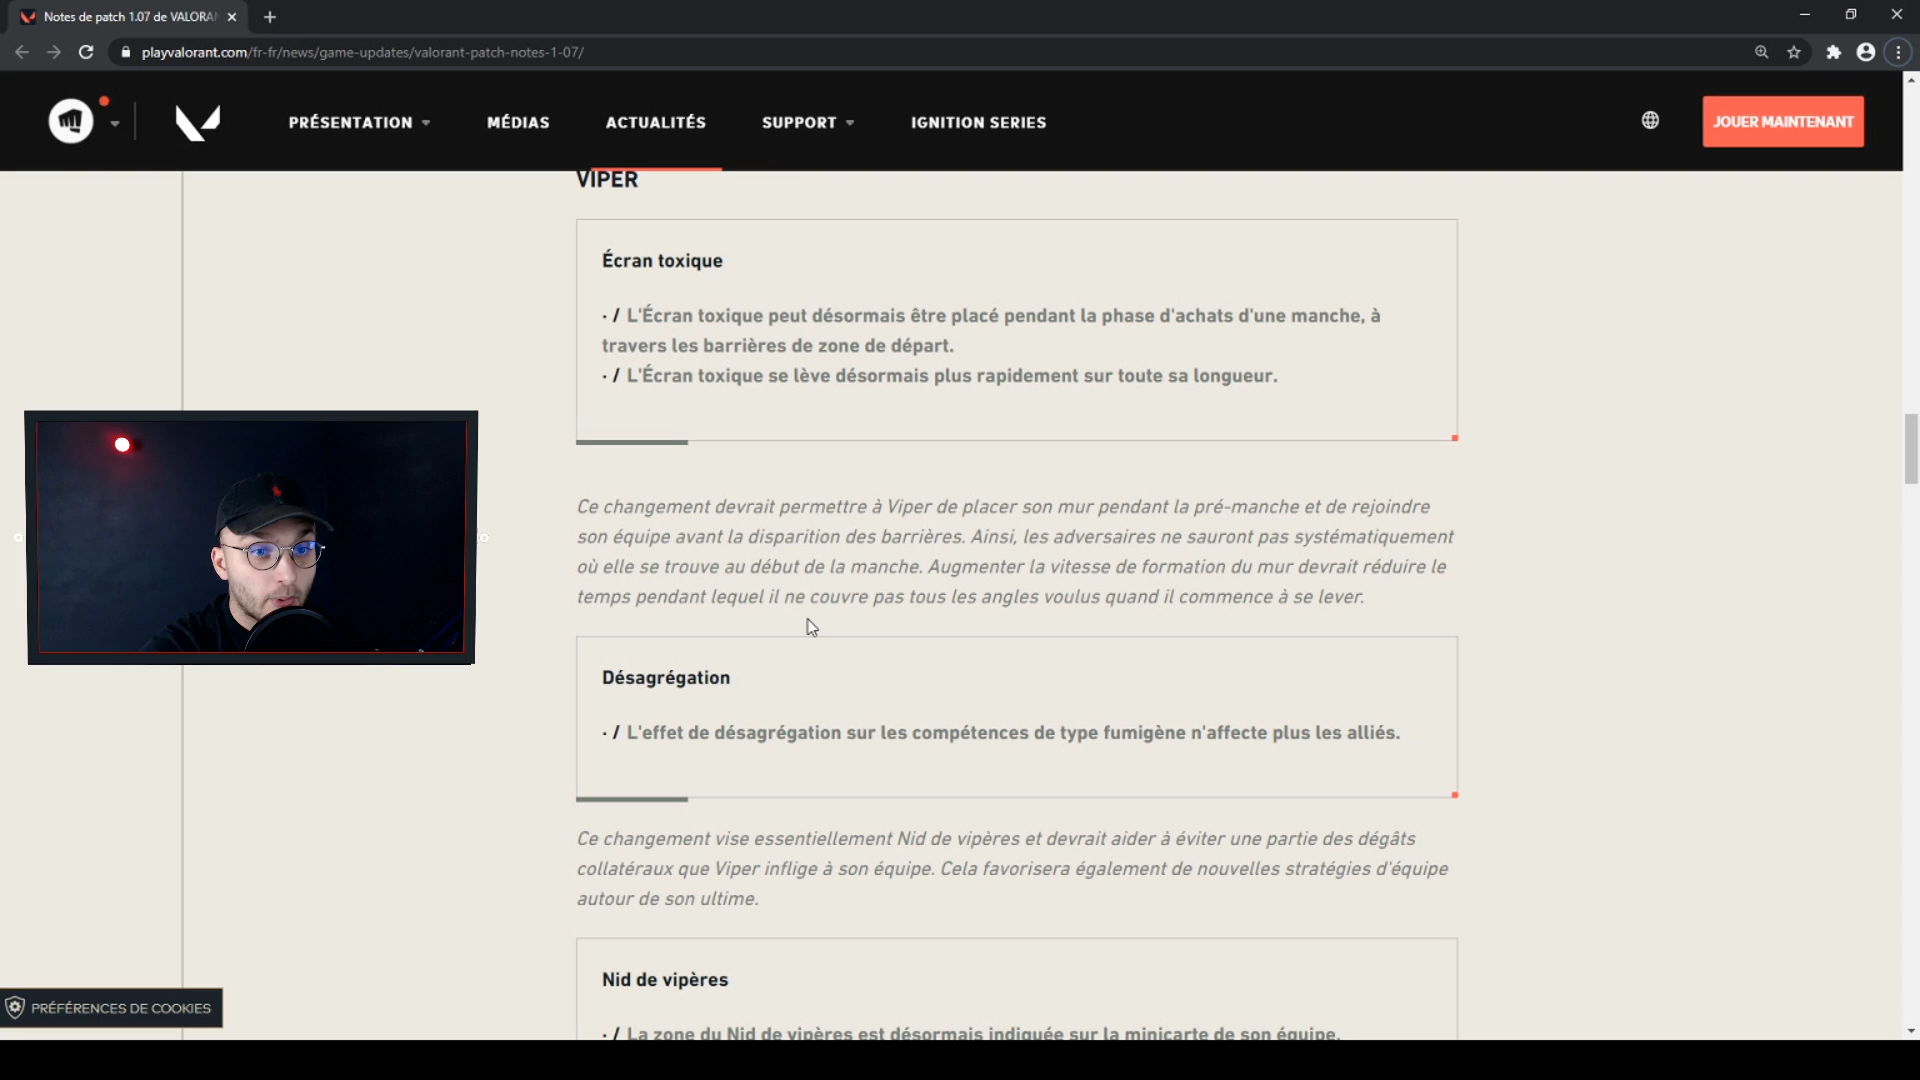 Notes de patch 1.07 de VALORA
playvalorant.com/fr-fr/news/game-updates/valorant-patch-notes-1-07/
PRÉSENTATION
MÉDIAS
ACTUALITÉS
SUPPORT
IGNITION SERIES
JOUER MAINTENANT
VIPER
Écran toxique
· / L'Écran toxique peut désormais être placé pendant la phase d'achats d'une manche, à
travers les barrières de zone de départ.
· / L'Écran toxique se lève désormais plus rapidement sur toute sa longueur.
Ce changement devrait permettre à Viper de placer son mur pendant la pré-manche et de rejoindre
son équipe avant la disparition des barrières. Ainsi, les adversaires ne sauront pas systématiquement
où elle se trouve au début de la manche. Augmenter la vitesse de formation du mur devrait réduire le
temps pendant lequel il ne couvre pas tous les angles voulus quand il commence à se lever.
Désagrégation
· / L'effet de désagrégation sur les compétences de type fumigène n'affecte plus les alliés.
Ce changement vise essentiellement Nid de vipères et devrait aider à éviter une partie des dégâts
collatéraux que Viper inflige à son équipe. Cela favorisera également de nouvelles stratégies d'équipe
autour de son ultime.
Nid de vipères
· / La zone du Nid de vipères est désormais indiquée sur la minicarte de son équipe.
PRÉFÉRENCES DE COOKIES